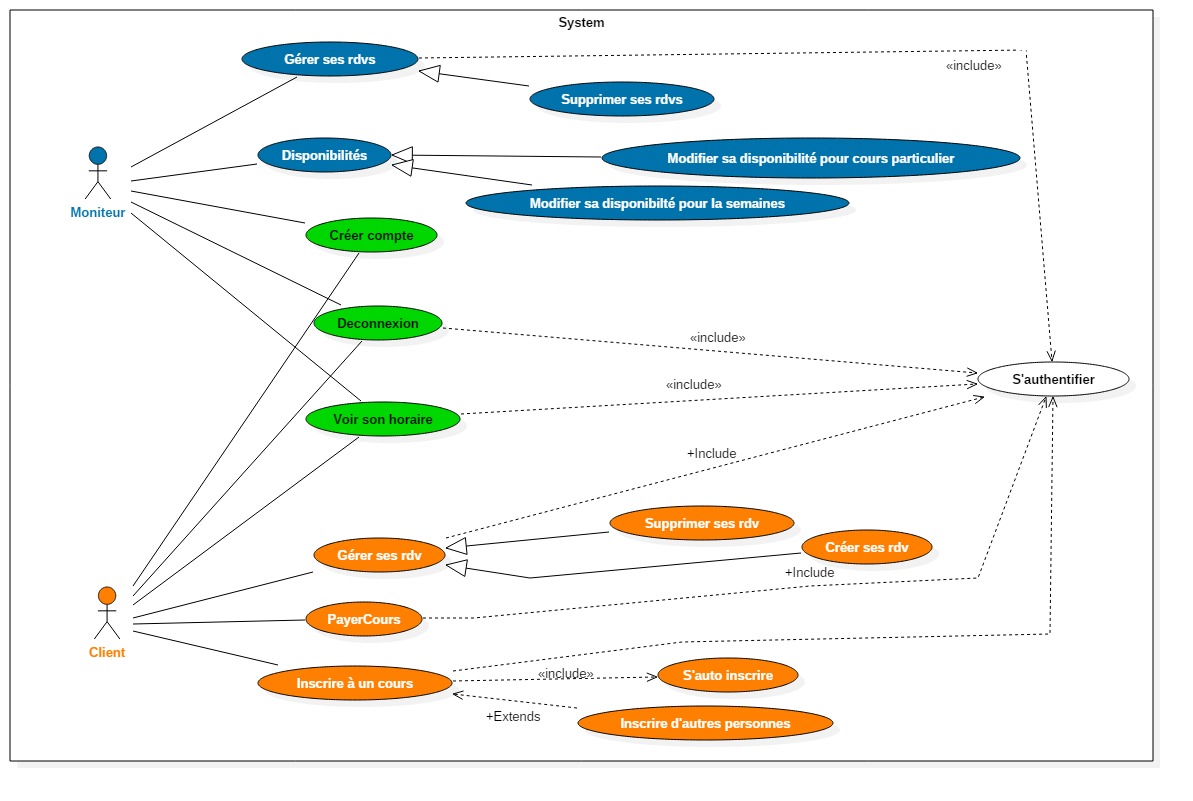 System
Gérer ses rdvs
«include»
Supprimer ses rdvs
Disponibilités
Modifier sa disponibilité pour cours particulier
Modifier sa disponibilté pour la semaines
Moniteur
Créer compte
Deconnexion
«include»
S'authentifier
«include»
Voir son horaire
+Include
Supprimer ses rdv
Créer ses rdv
Gérer ses rdv
+Include
PayerCours
Client
Inscrire à un cours
«include»
S'auto inscrire
+Extends
Inscrire d'autres personnes